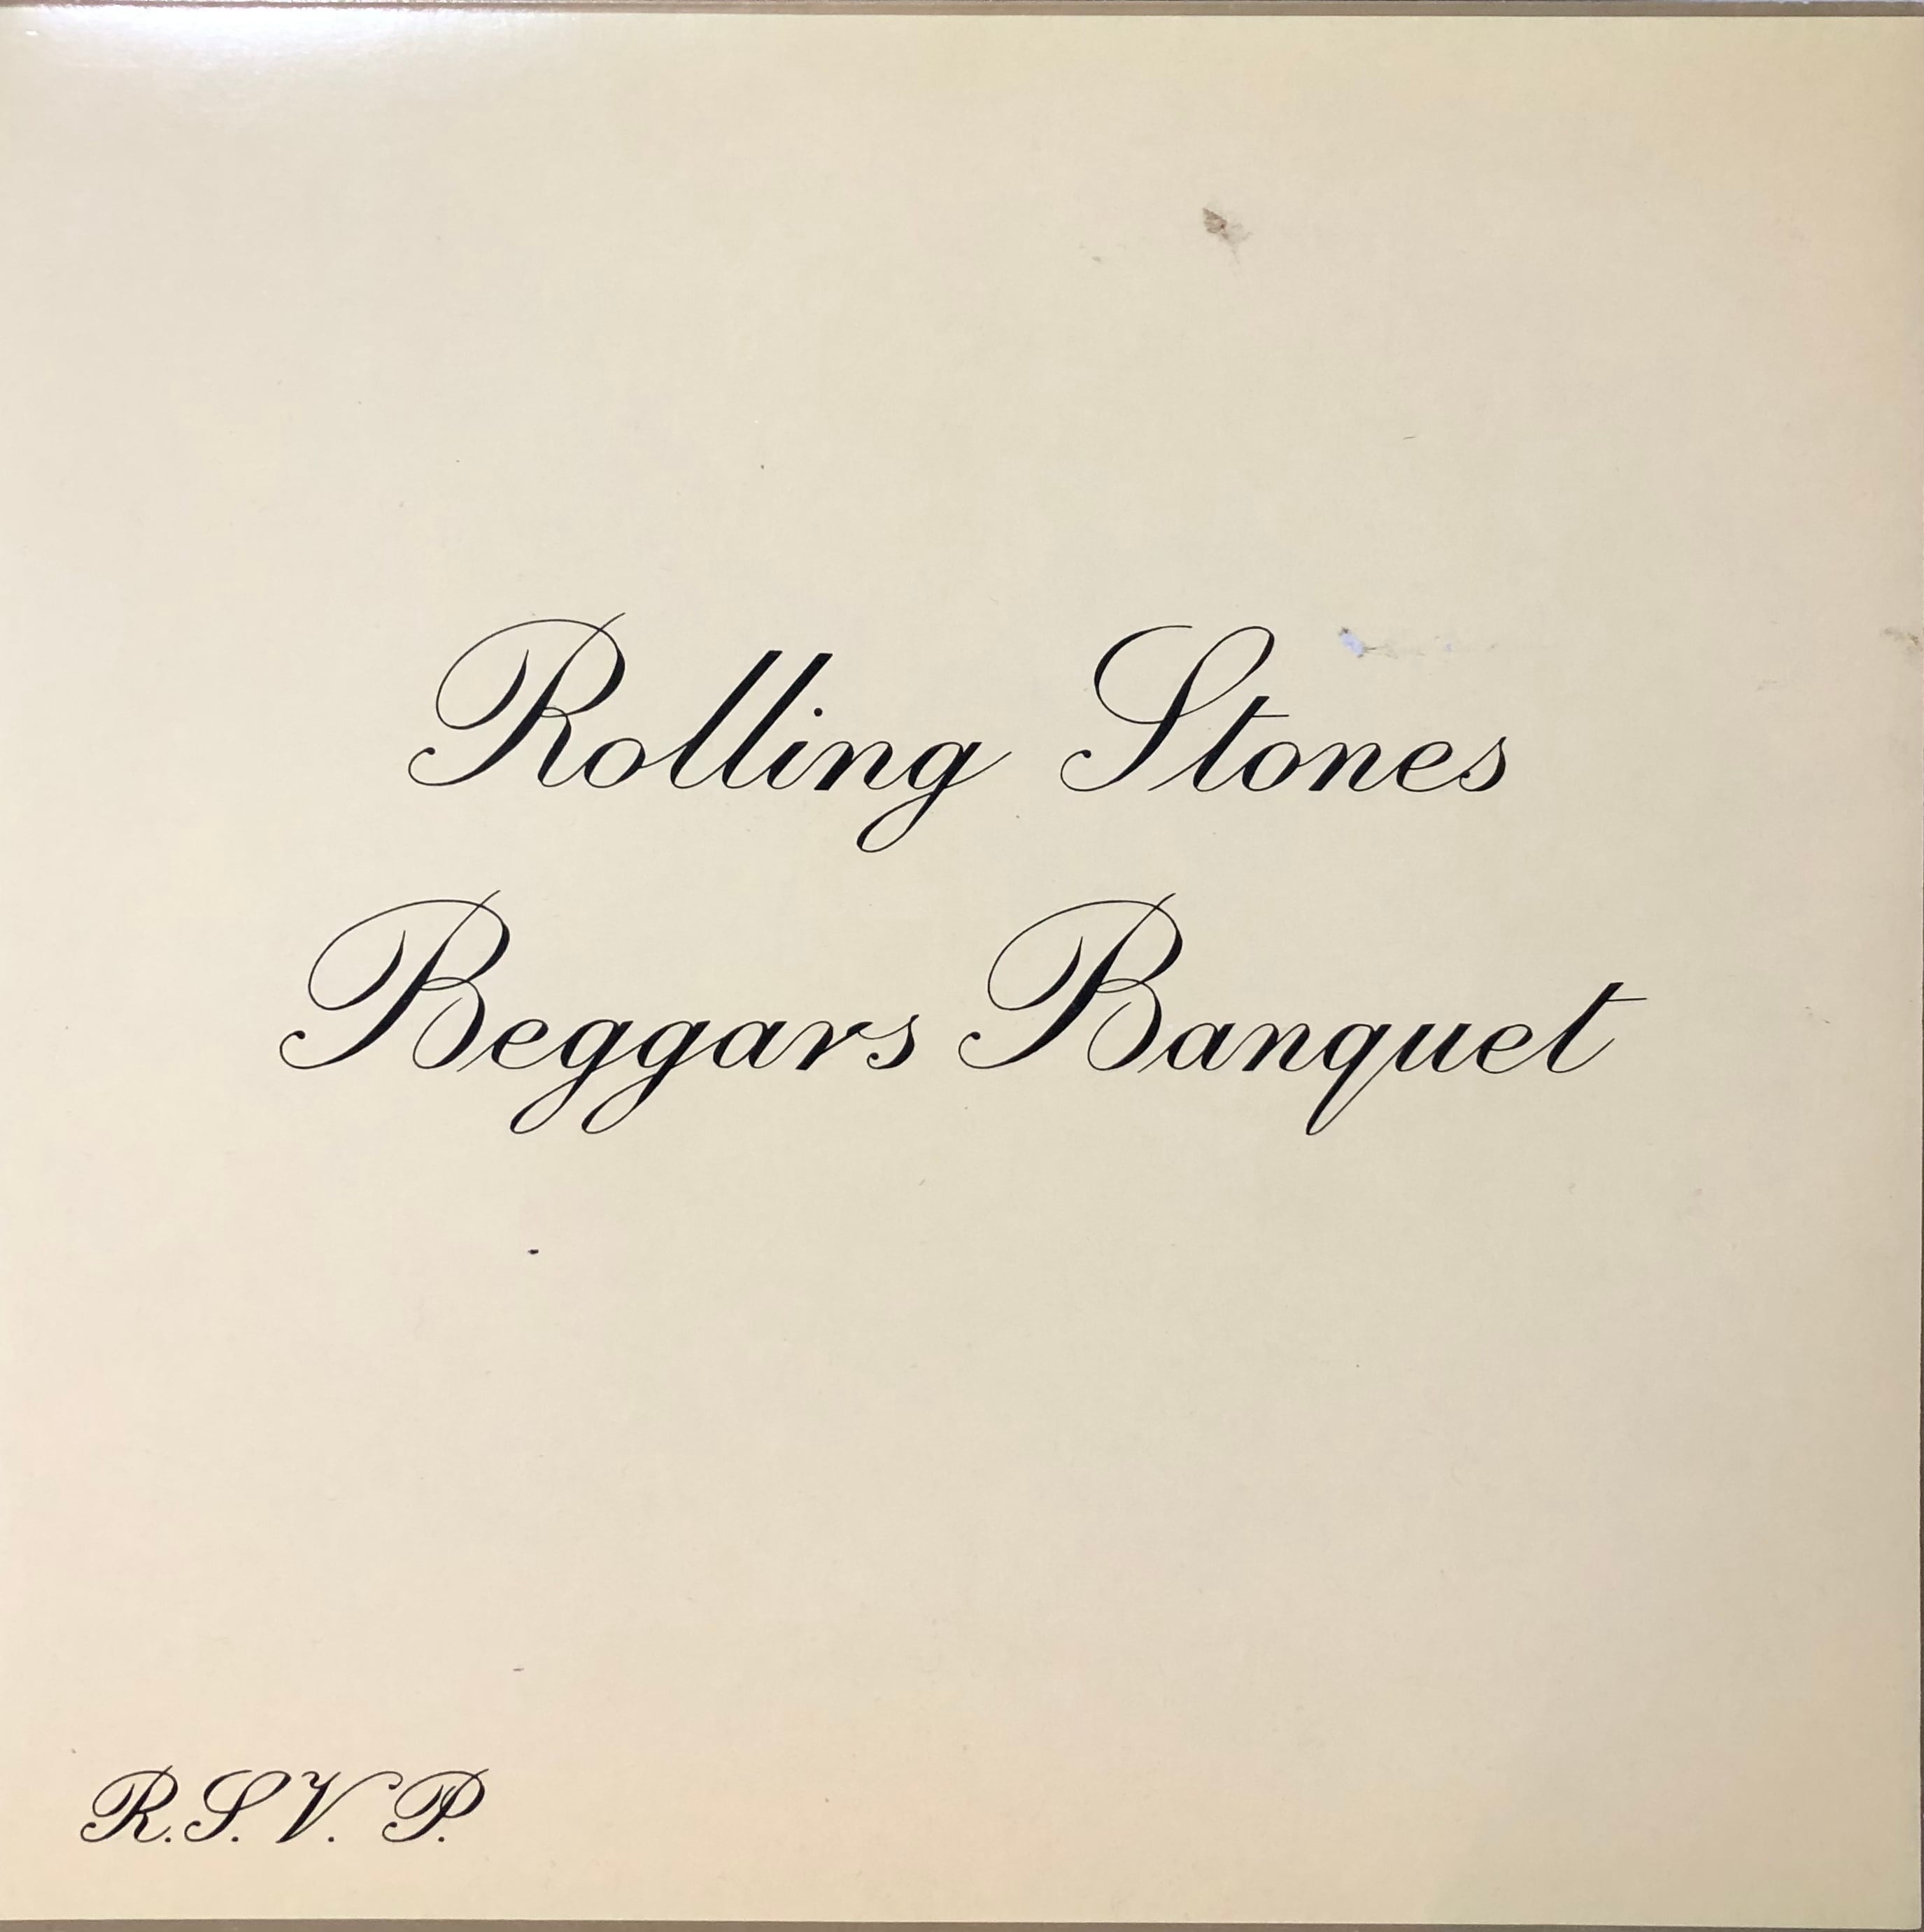 Rolling Stones
Beggars Banquet
R.S.V.P.